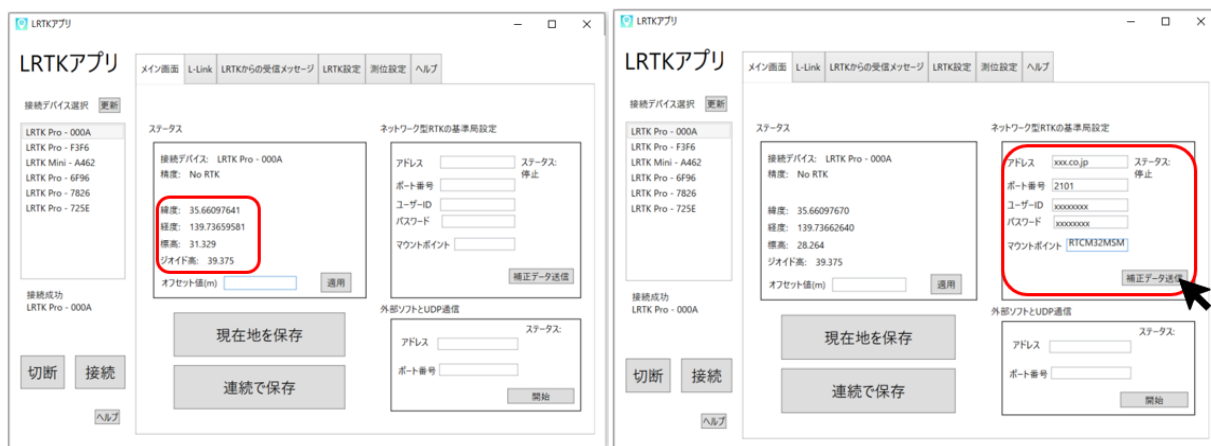 LRTKアプリ
LRTKアプリ
メイン画面 L-Link LRTKからの受信メッセージ LRTK設定 測位設定 ヘルプ
接続デバイス選択 更新
LRTK Pro - 000A
LRTK Pro - F3F6
LRTK Mini - A462
LRTK Pro - 6F96
LRTK Pro - 7826
LRTK Pro - 725E
接続成功
LRTK Pro - 000A
切断 接続
ヘルプ
ステータス
接続デバイス: LRTK Pro - 000A
精度: No RTK
緯度: 35.66097641
経度: 139.73659581
標高: 31.329
ジオイド高: 39.375
オフセット値(m) 適用
現在地を保存
連続で保存
ネットワーク型RTKの基準局設定
アドレス ステータス:
停止
ポート番号
ユーザーID
パスワード
マウントポイント
補正データ送信
外部ソフトとUDP通信
ステータス:
アドレス
ポート番号
開始
LRTKアプリ
LRTKアプリ
メイン画面 L-Link LRTKからの受信メッセージ LRTK設定 測位設定 ヘルプ
接続デバイス選択 更新
LRTK Pro - 000A
LRTK Pro - F3F6
LRTK Mini - A462
LRTK Pro - 6F96
LRTK Pro - 7826
LRTK Pro - 725E
接続成功
LRTK Pro - 000A
切断 接続
ヘルプ
ステータス
接続デバイス: LRTK Pro - 000A
精度: No RTK
緯度: 35.66097670
経度: 139.73662640
標高: 28.264
ジオイド高: 39.375
オフセット値(m) 適用
現在地を保存
連続で保存
ネットワーク型RTKの基準局設定
アドレス xxx.co.jp ステータス:
停止
ポート番号 2101
ユーザーID xxxxxxxx
パスワード xxxxxxxx
マウントポイント RTCM32MSM
補正データ送信
外部ソフトとUDP通信
ステータス:
アドレス
ポート番号
開始